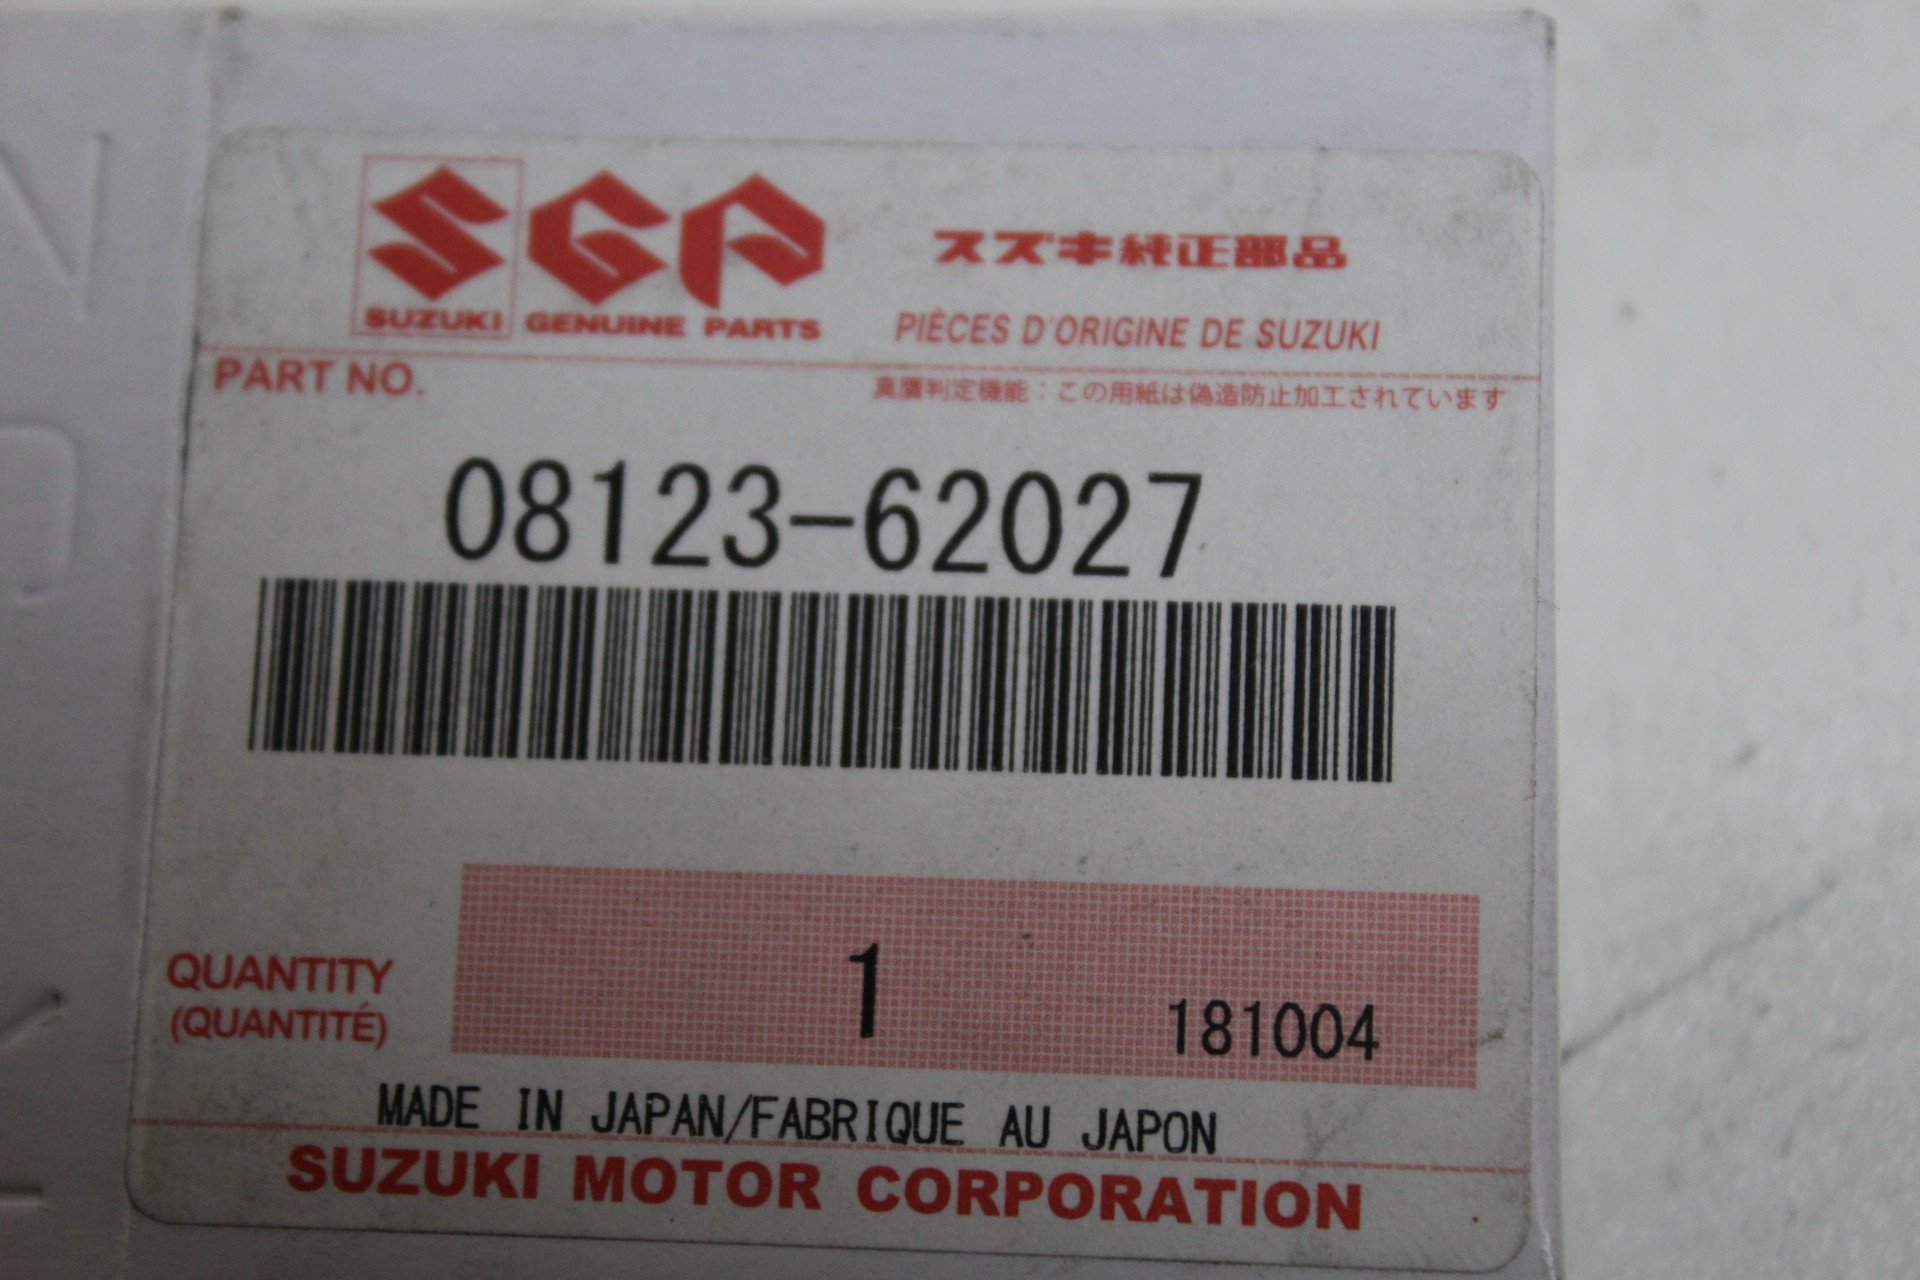 SGP スズキ純正部品
SUZUKI GENUINE PARTS PIÈCES D'ORIGINE DE SUZUKI
PART NO. 真贋判定機能：この用紙は偽造防止加工されています
08123-62027
QUANTITY 1
(QUANTITÉ) 181004
MADE IN JAPAN/FABRIQUE AU JAPON
SUZUKI MOTOR CORPORATION